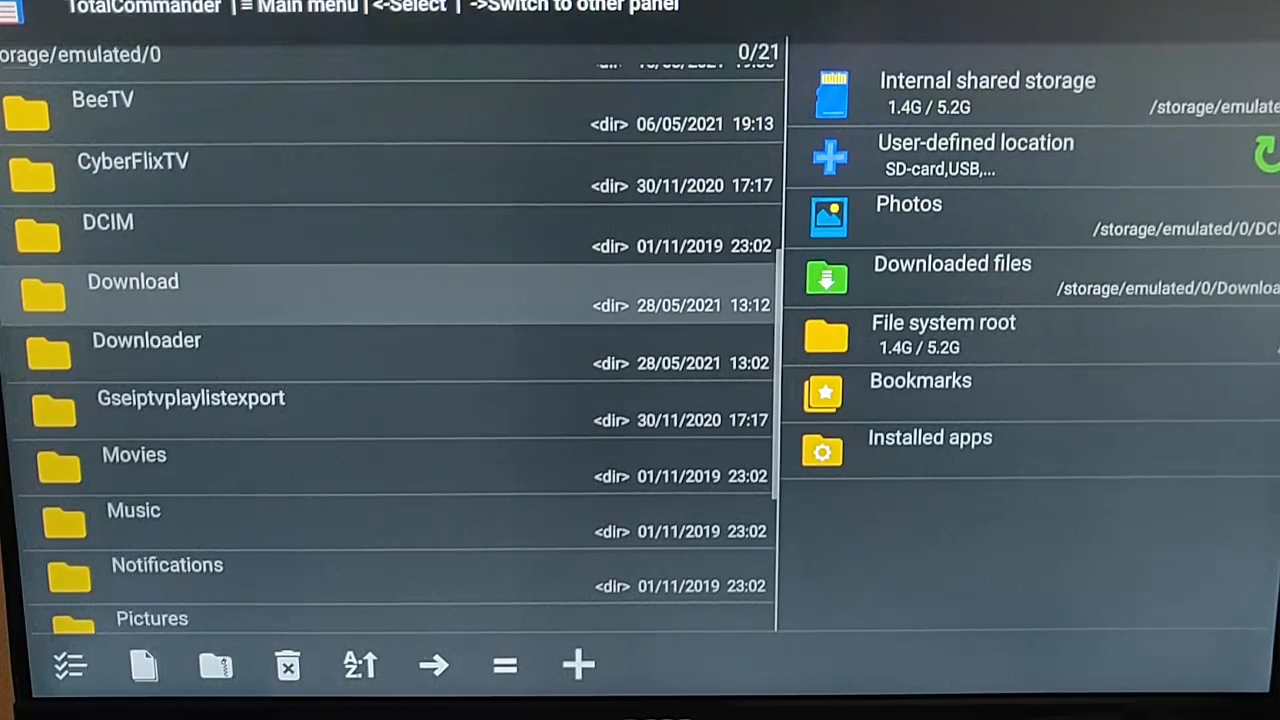 TotalCommander | ≡ Main menu | <-Select | ->Switch to other panel
orage/emulated/0
0/21
BeeTV
<dir> 06/05/2021 19:13
CyberFlixTV
<dir> 30/11/2020 17:17
DCIM
<dir> 01/11/2019 23:02
Download
<dir> 28/05/2021 13:12
Downloader
<dir> 28/05/2021 13:02
Gseiptvplaylistexport
<dir> 30/11/2020 17:17
Movies
<dir> 01/11/2019 23:02
Music
<dir> 01/11/2019 23:02
Notifications
<dir> 01/11/2019 23:02
Pictures
Internal shared storage
1.4G / 5.2G
/storage/emulate
User-defined location
SD-card,USB,...
Photos
/storage/emulated/0/DCI
Downloaded files
/storage/emulated/0/Downloa
File system root
1.4G / 5.2G
Bookmarks
Installed apps
A:
Z: